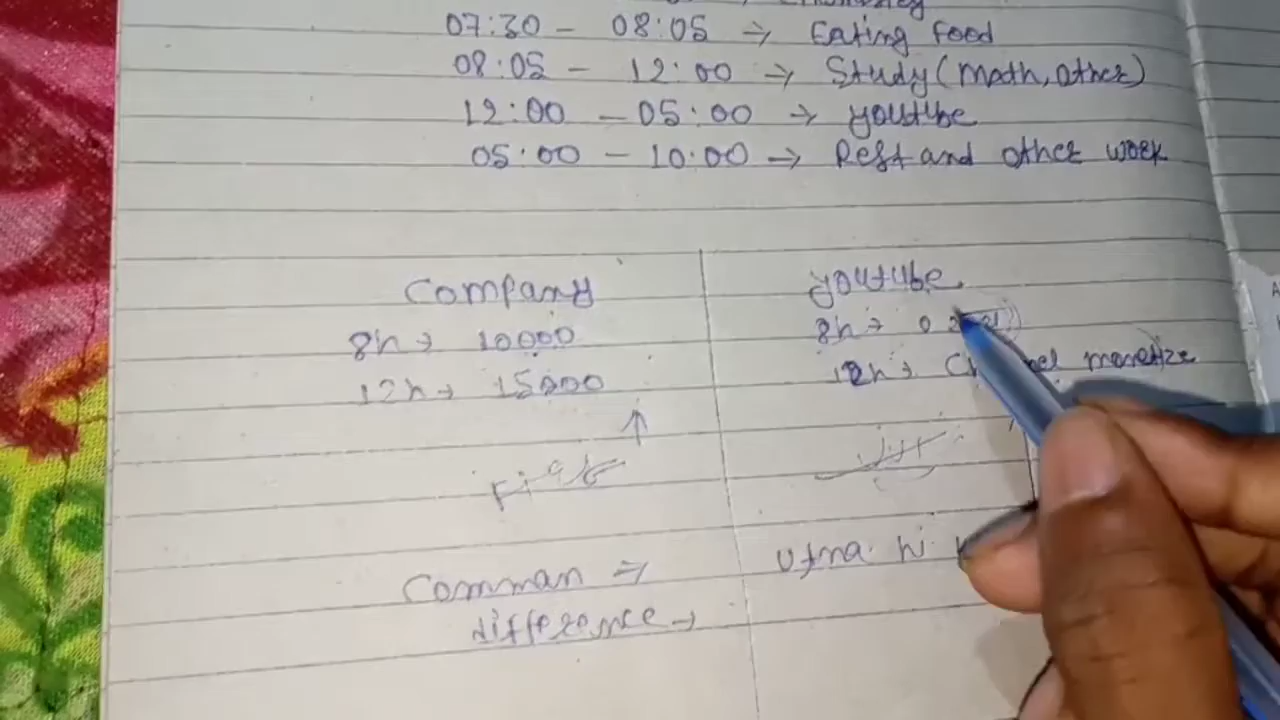 07:30 - 08:05 → Eating Food
08:05 - 12:00 → Study (Math, Other)
12:00 - 05:00 → youtube
05:00 - 10:00 → Rest and other work
Company
8h → 10000
12h → 15000
youtube
8h → 0
12h → monetize
utna hi
Comman ⇒
difference →